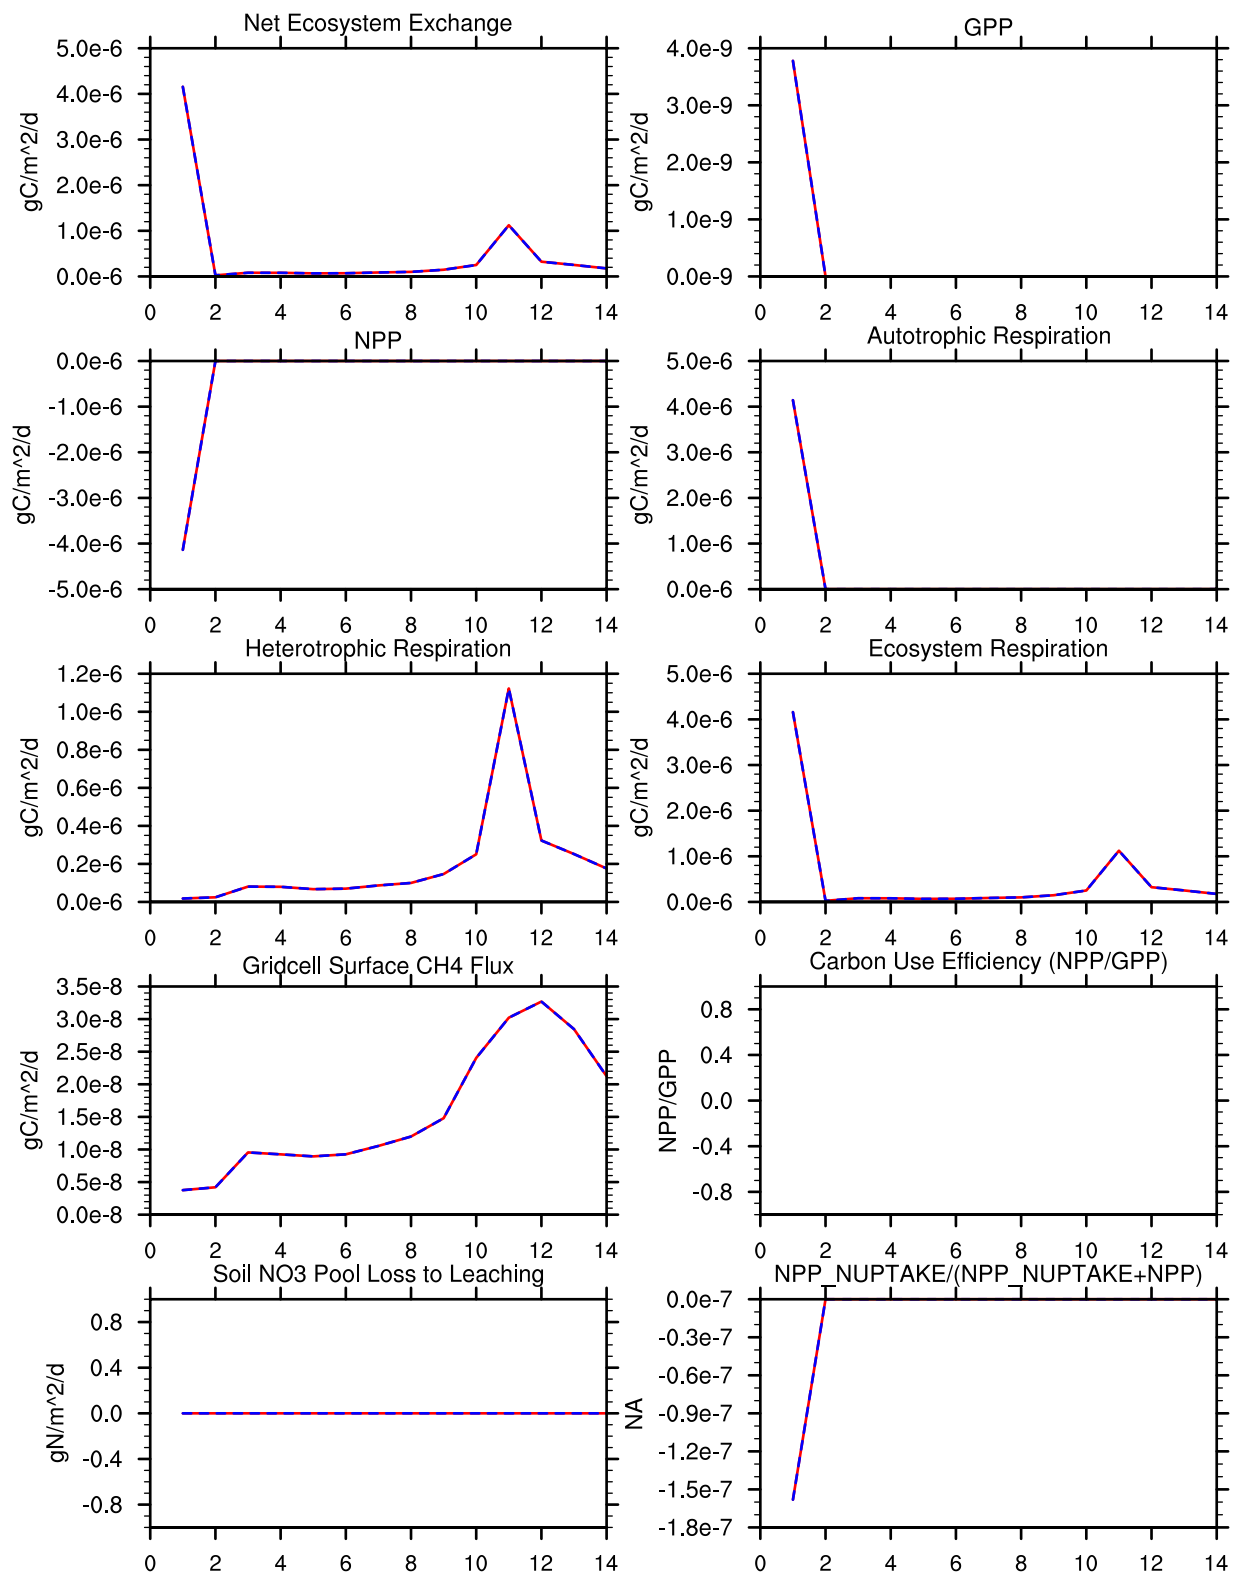 Net Ecosystem Exchange
5.0e-6
4.0e-6
3.0e-6
2.0e-6
1.0e-6
0.0e-6
gC/m^2/d
0 2 4 6 8 10 12 14
GPP
4.0e-9
3.0e-9
2.0e-9
1.0e-9
0.0e-9
gC/m^2/d
0 2 4 6 8 10 12 14
NPP
0.0e-6
-1.0e-6
-2.0e-6
-3.0e-6
-4.0e-6
-5.0e-6
gC/m^2/d
0 2 4 6 8 10 12 14
Autotrophic Respiration
5.0e-6
4.0e-6
3.0e-6
2.0e-6
1.0e-6
0.0e-6
gC/m^2/d
0 2 4 6 8 10 12 14
Heterotrophic Respiration
1.2e-6
1.0e-6
0.8e-6
0.6e-6
0.4e-6
0.2e-6
0.0e-6
gC/m^2/d
0 2 4 6 8 10 12 14
Ecosystem Respiration
5.0e-6
4.0e-6
3.0e-6
2.0e-6
1.0e-6
0.0e-6
gC/m^2/d
0 2 4 6 8 10 12 14
Gridcell Surface CH4 Flux
3.5e-8
3.0e-8
2.5e-8
2.0e-8
1.5e-8
1.0e-8
0.5e-8
0.0e-8
gC/m^2/d
0 2 4 6 8 10 12 14
Carbon Use Efficiency (NPP/GPP)
0.8
0.4
0.0
-0.4
-0.8
NPP/GPP
0 2 4 6 8 10 12 14
Soil NO3 Pool Loss to Leaching
0.8
0.4
0.0
-0.4
-0.8
gN/m^2/d
0 2 4 6 8 10 12 14
NPP_NUPTAKE/(NPP_NUPTAKE+NPP)
0.0e-7
-0.3e-7
-0.6e-7
-0.9e-7
-1.2e-7
-1.5e-7
-1.8e-7
NA
0 2 4 6 8 10 12 14